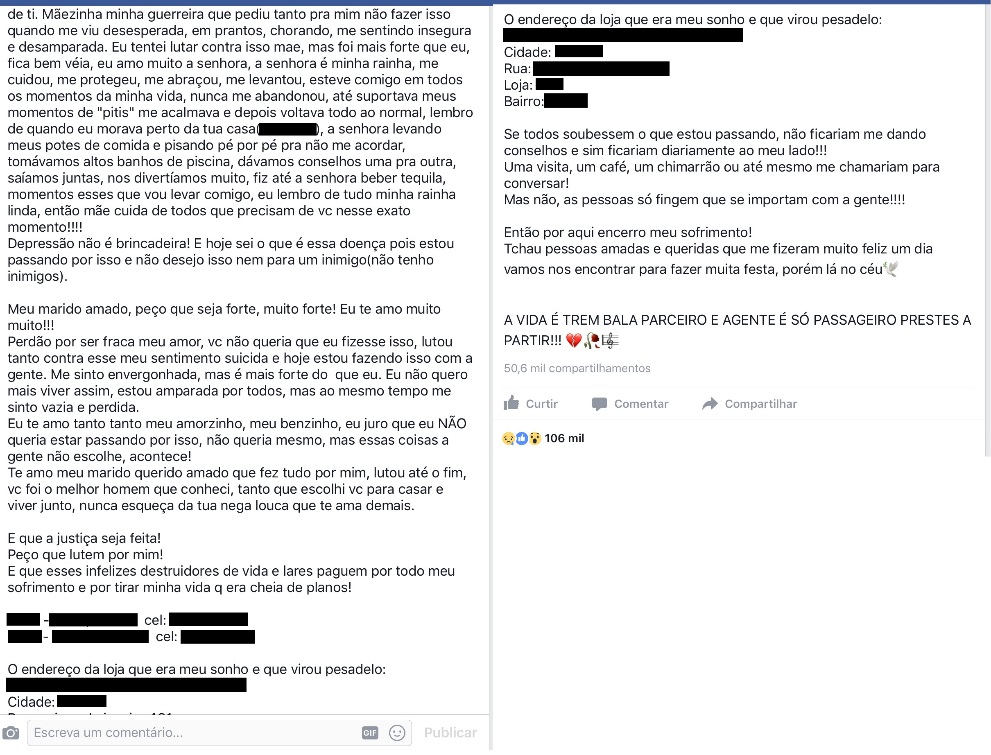 de ti. Mãezinha minha guerreira que pediu tanto pra mim não fazer isso
quando me viu desesperada, em prantos, chorando, me sentindo insegura
e desamparada. Eu tentei lutar contra isso mae, mas foi mais forte que eu,
fica bem véia, eu amo muito a senhora, a senhora é minha rainha, me
cuidou, me protegeu, me abraçou, me levantou, esteve comigo em todos
os momentos da minha vida, nunca me abandonou, até suportava meus
momentos de "pitis" me acalmava e depois voltava todo ao normal, lembro
de quando eu morava perto da tua casa( ), a senhora levando
meus potes de comida e pisando pé por pé pra não me acordar,
tomávamos altos banhos de piscina, dávamos conselhos uma pra outra,
saíamos juntas, nos divertíamos muito, fiz até a senhora beber tequila,
momentos esses que vou levar comigo, eu lembro de tudo minha rainha
linda, então mãe cuida de todos que precisam de vc nesse exato
momento!!!!
Depressão não é brincadeira! E hoje sei o que é essa doença pois estou
passando por isso e não desejo isso nem para um inimigo(não tenho
inimigos).
Meu marido amado, peço que seja forte, muito forte! Eu te amo muito
muito!!!
Perdão por ser fraca meu amor, vc não queria que eu fizesse isso, lutou
tanto contra esse meu sentimento suicida e hoje estou fazendo isso com a
gente. Me sinto envergonhada, mas é mais forte do que eu. Eu não quero
mais viver assim, estou amparada por todos, mas ao mesmo tempo me
sinto vazia e perdida.
Eu te amo tanto tanto meu amorzinho, meu benzinho, eu juro que eu NÃO
queria estar passando por isso, não queria mesmo, mas essas coisas a
gente não escolhe, acontece!
Te amo meu marido querido amado que fez tudo por mim, lutou até o fim,
vc foi o melhor homem que conheci, tanto que escolhi vc para casar e
viver junto, nunca esqueça da tua nega louca que te ama demais.
E que a justiça seja feita!
Peço que lutem por mim!
E que esses infelizes destruidores de vida e lares paguem por todo meu
sofrimento e por tirar minha vida q era cheia de planos!
- cel:
- cel:
O endereço da loja que era meu sonho e que virou pesadelo:
Cidade:
Escreva um comentário...
GIF
Publicar
O endereço da loja que era meu sonho e que virou pesadelo:
Cidade:
Rua:
Loja:
Bairro:
Se todos soubessem o que estou passando, não ficariam me dando
conselhos e sim ficariam diariamente ao meu lado!!!
Uma visita, um café, um chimarrão ou até mesmo me chamariam para
conversar!
Mas não, as pessoas só fingem que se importam com a gente!!!!
Então por aqui encerro meu sofrimento!
Tchau pessoas amadas e queridas que me fizeram muito feliz um dia
vamos nos encontrar para fazer muita festa, porém lá no céu🕊
A VIDA É TREM BALA PARCEIRO E AGENTE É SÓ PASSAGEIRO PRESTES A
PARTIR!!! 💔🥀🎼
50,6 mil compartilhamentos
Curtir Comentar Compartilhar
106 mil